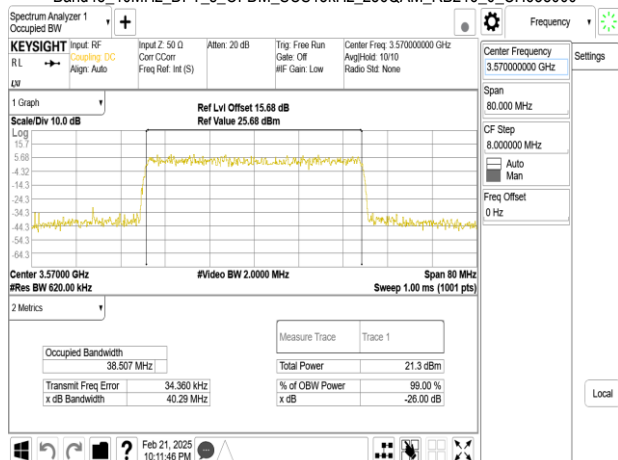 Spectrum Analyzer 1
Occupied BW
+
Frequency
Settings
KEYSIGHT
RL
LXI
Input: RF
Coupling: DC
Align: Auto
Input Z: 50 Ω
Corr CCorr
Freq Ref: Int (S)
Atten: 20 dB
Trig: Free Run
Gate: Off
#IF Gain: Low
Center Freq: 3.570000000 GHz
Avg|Hold: 10/10
Radio Std: None
Center Frequency
3.570000000 GHz
Span
80.000 MHz
CF Step
8.000000 MHz
Auto
Man
Freq Offset
0 Hz
Local
1 Graph
Scale/Div 10.0 dB
Ref Lvl Offset 15.68 dB
Ref Value 25.68 dBm
Log
15.7
5.68
-4.32
-14.3
-24.3
-34.3
-44.3
-54.3
-64.3
Center 3.57000 GHz
#Res BW 620.00 kHz
#Video BW 2.0000 MHz
Span 80 MHz
Sweep 1.00 ms (1001 pts)
2 Metrics
Measure Trace Trace 1
Occupied Bandwidth
38.507 MHz
Total Power 21.3 dBm
Transmit Freq Error 34.360 kHz
% of OBW Power 99.00 %
x dB Bandwidth 40.29 MHz
x dB -26.00 dB
?
Feb 21, 2025
10:11:46 PM